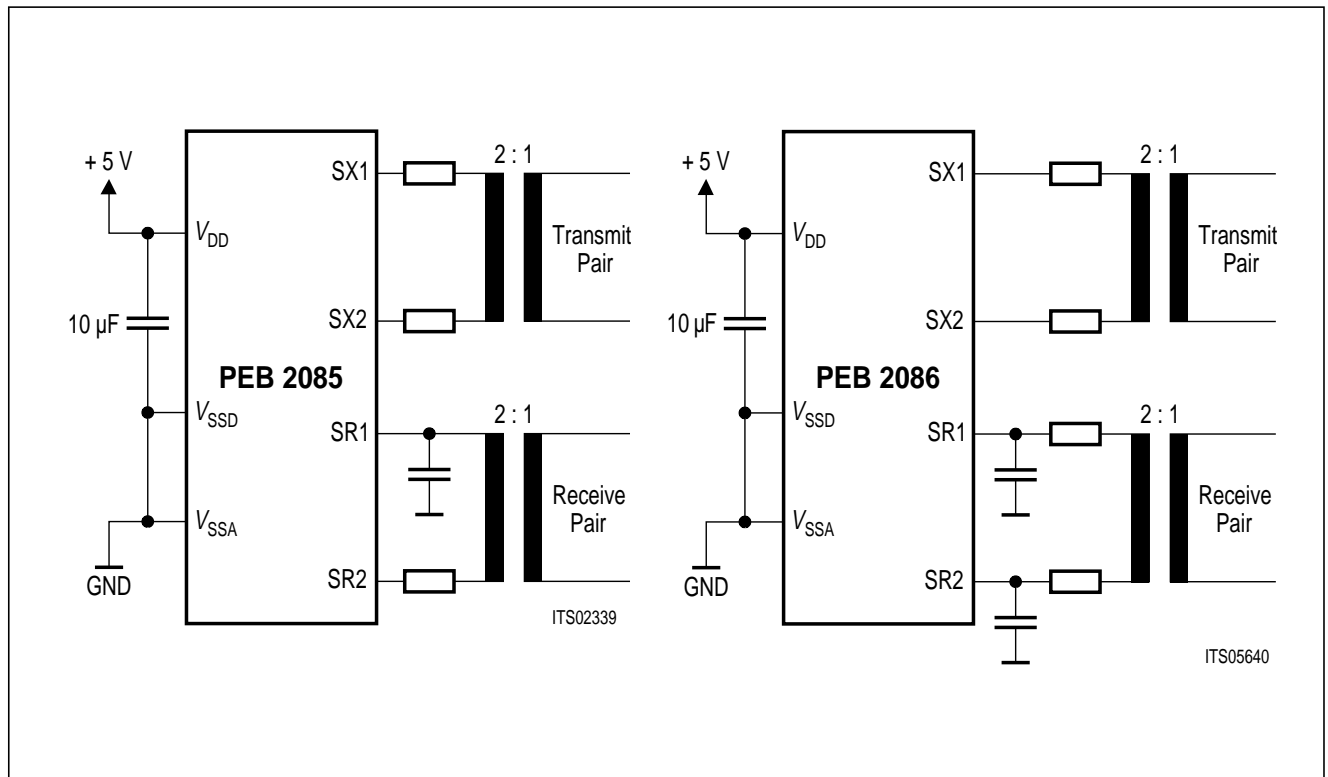 + 5 V
2 : 1
SX1
VDD
Transmit
Pair
10 µF
SX2
PEB 2085
VSSD
2 : 1
SR1
Receive
Pair
VSSA
GND
SR2
ITS02339
+ 5 V
2 : 1
SX1
VDD
Transmit
Pair
10 µF
SX2
PEB 2086
VSSD
2 : 1
SR1
Receive
Pair
VSSA
GND
SR2
ITS05640